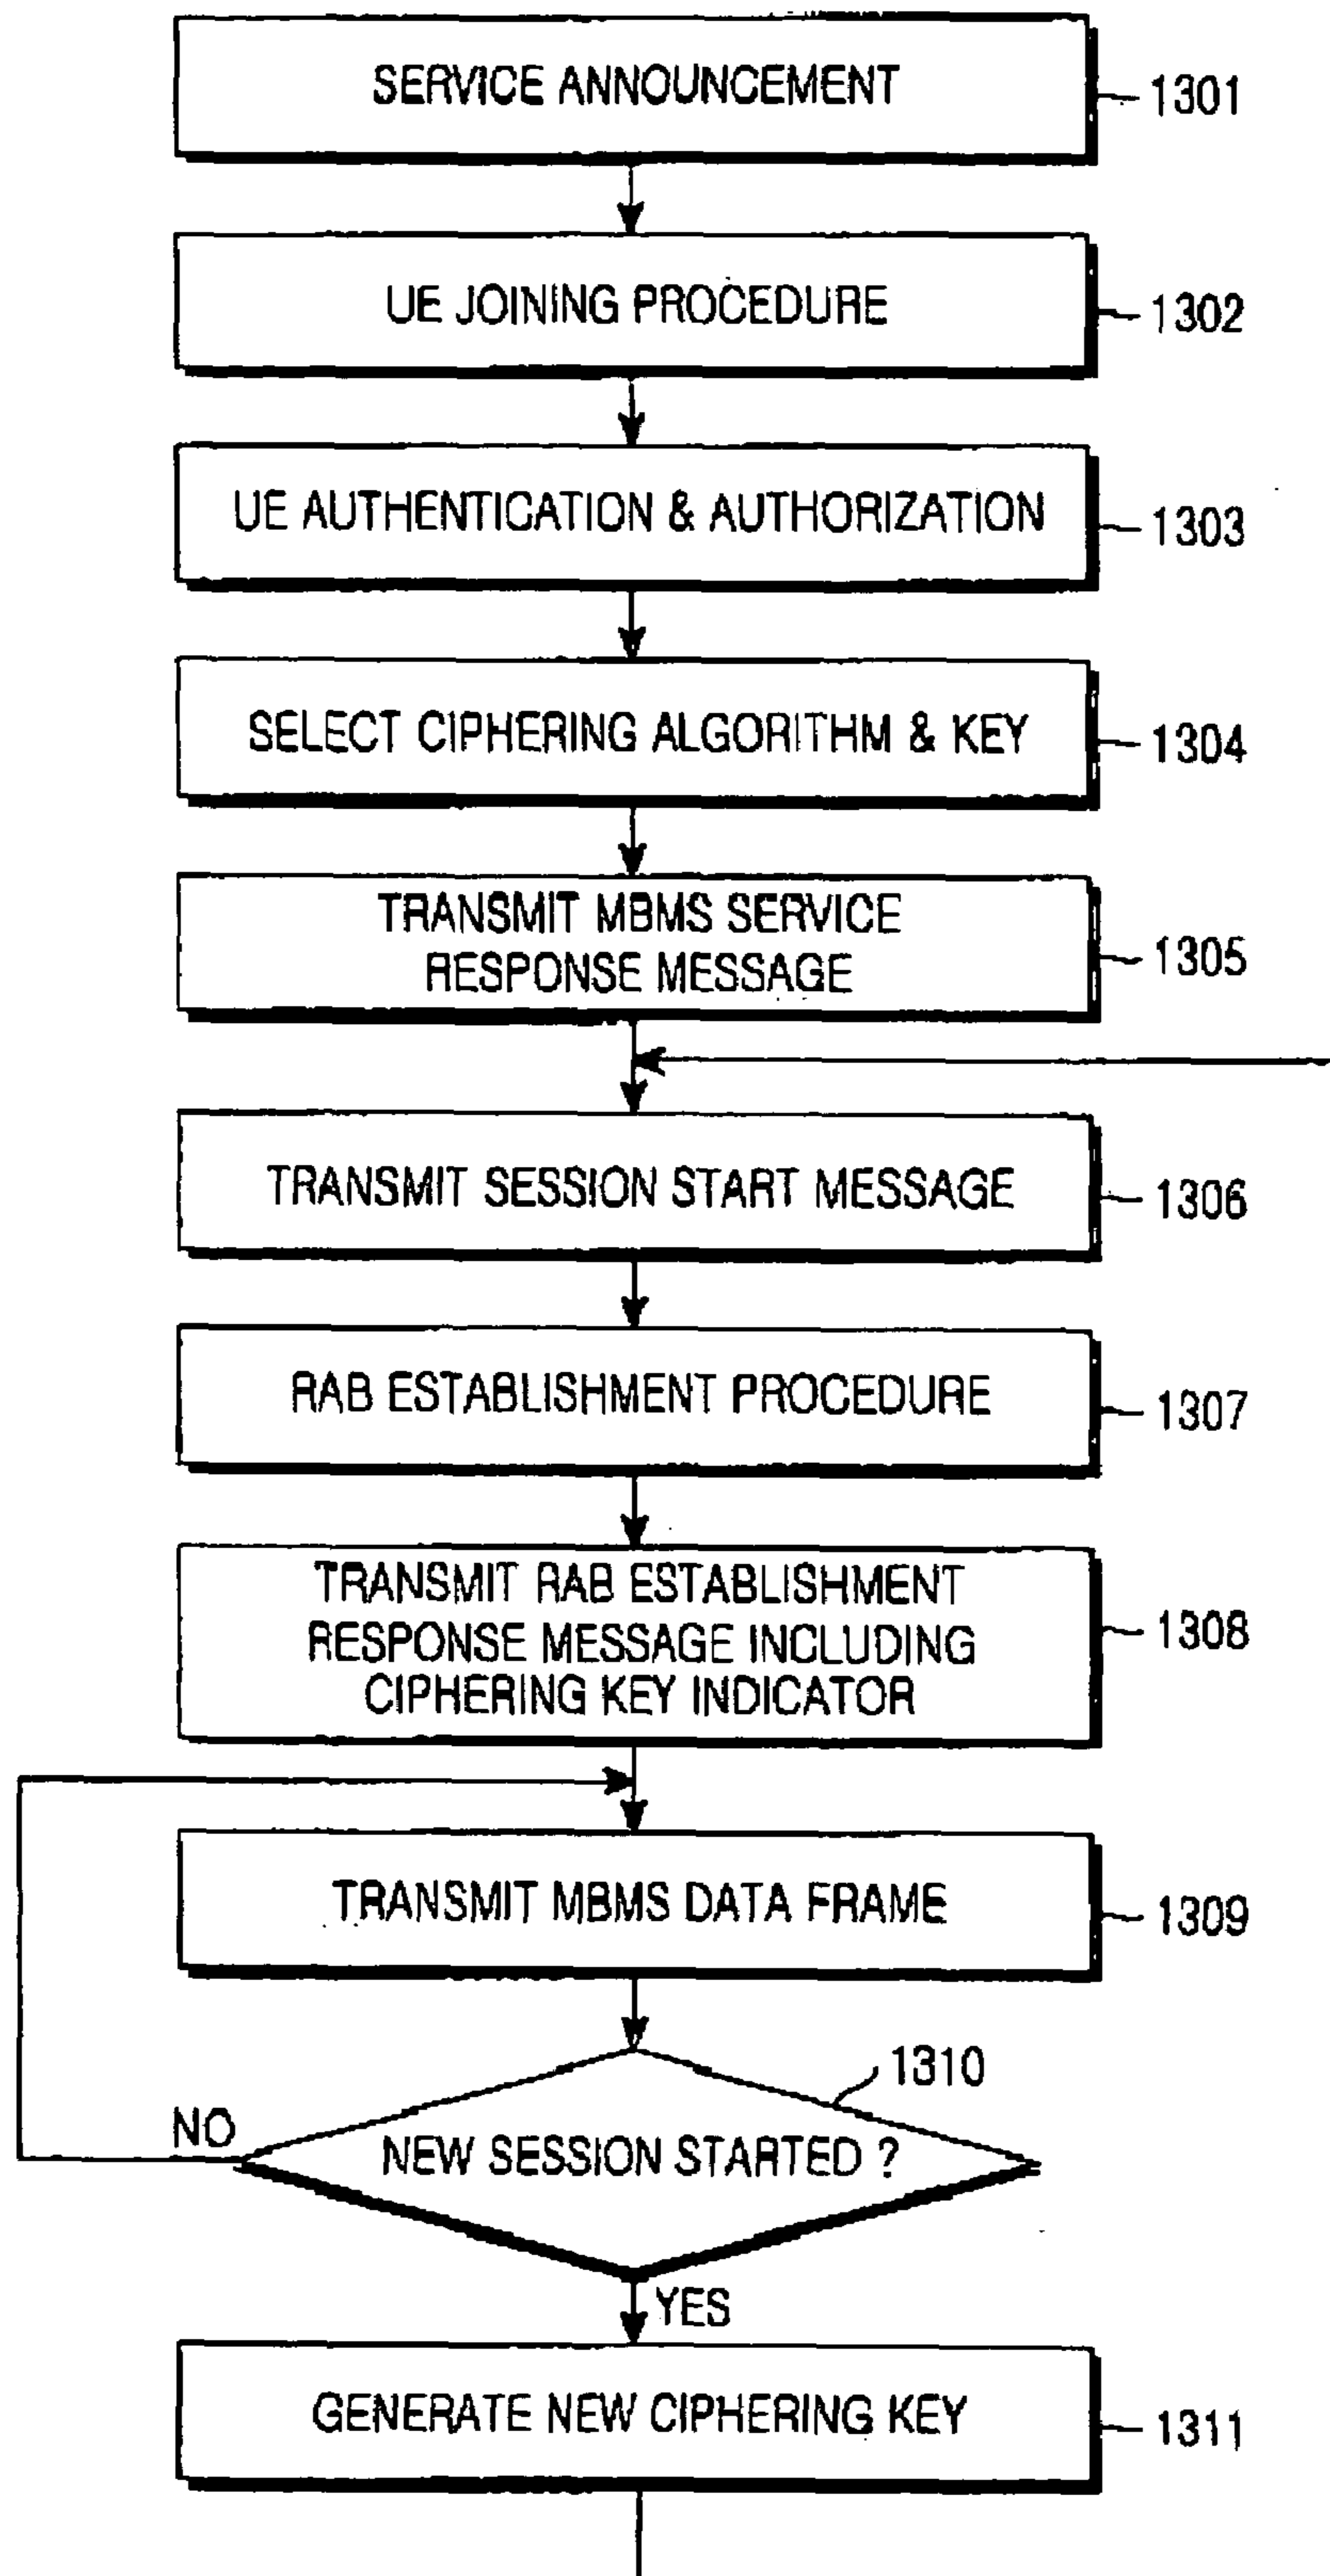 SERVICE ANNOUNCEMENT
1301
UE JOINING PROCEDURE
1302
UE AUTHENTICATION & AUTHORIZATION
1303
SELECT CIPHERING ALGORITHM & KEY
1304
TRANSMIT MBMS SERVICE
RESPONSE MESSAGE
1305
TRANSMIT SESSION START MESSAGE
1306
RAB ESTABLISHMENT PROCEDURE
1307
TRANSMIT RAB ESTABLISHMENT
RESPONSE MESSAGE INCLUDING
CIPHERING KEY INDICATOR
1308
TRANSMIT MBMS DATA FRAME
1309
1310
NO
NEW SESSION STARTED ?
YES
GENERATE NEW CIPHERING KEY
1311